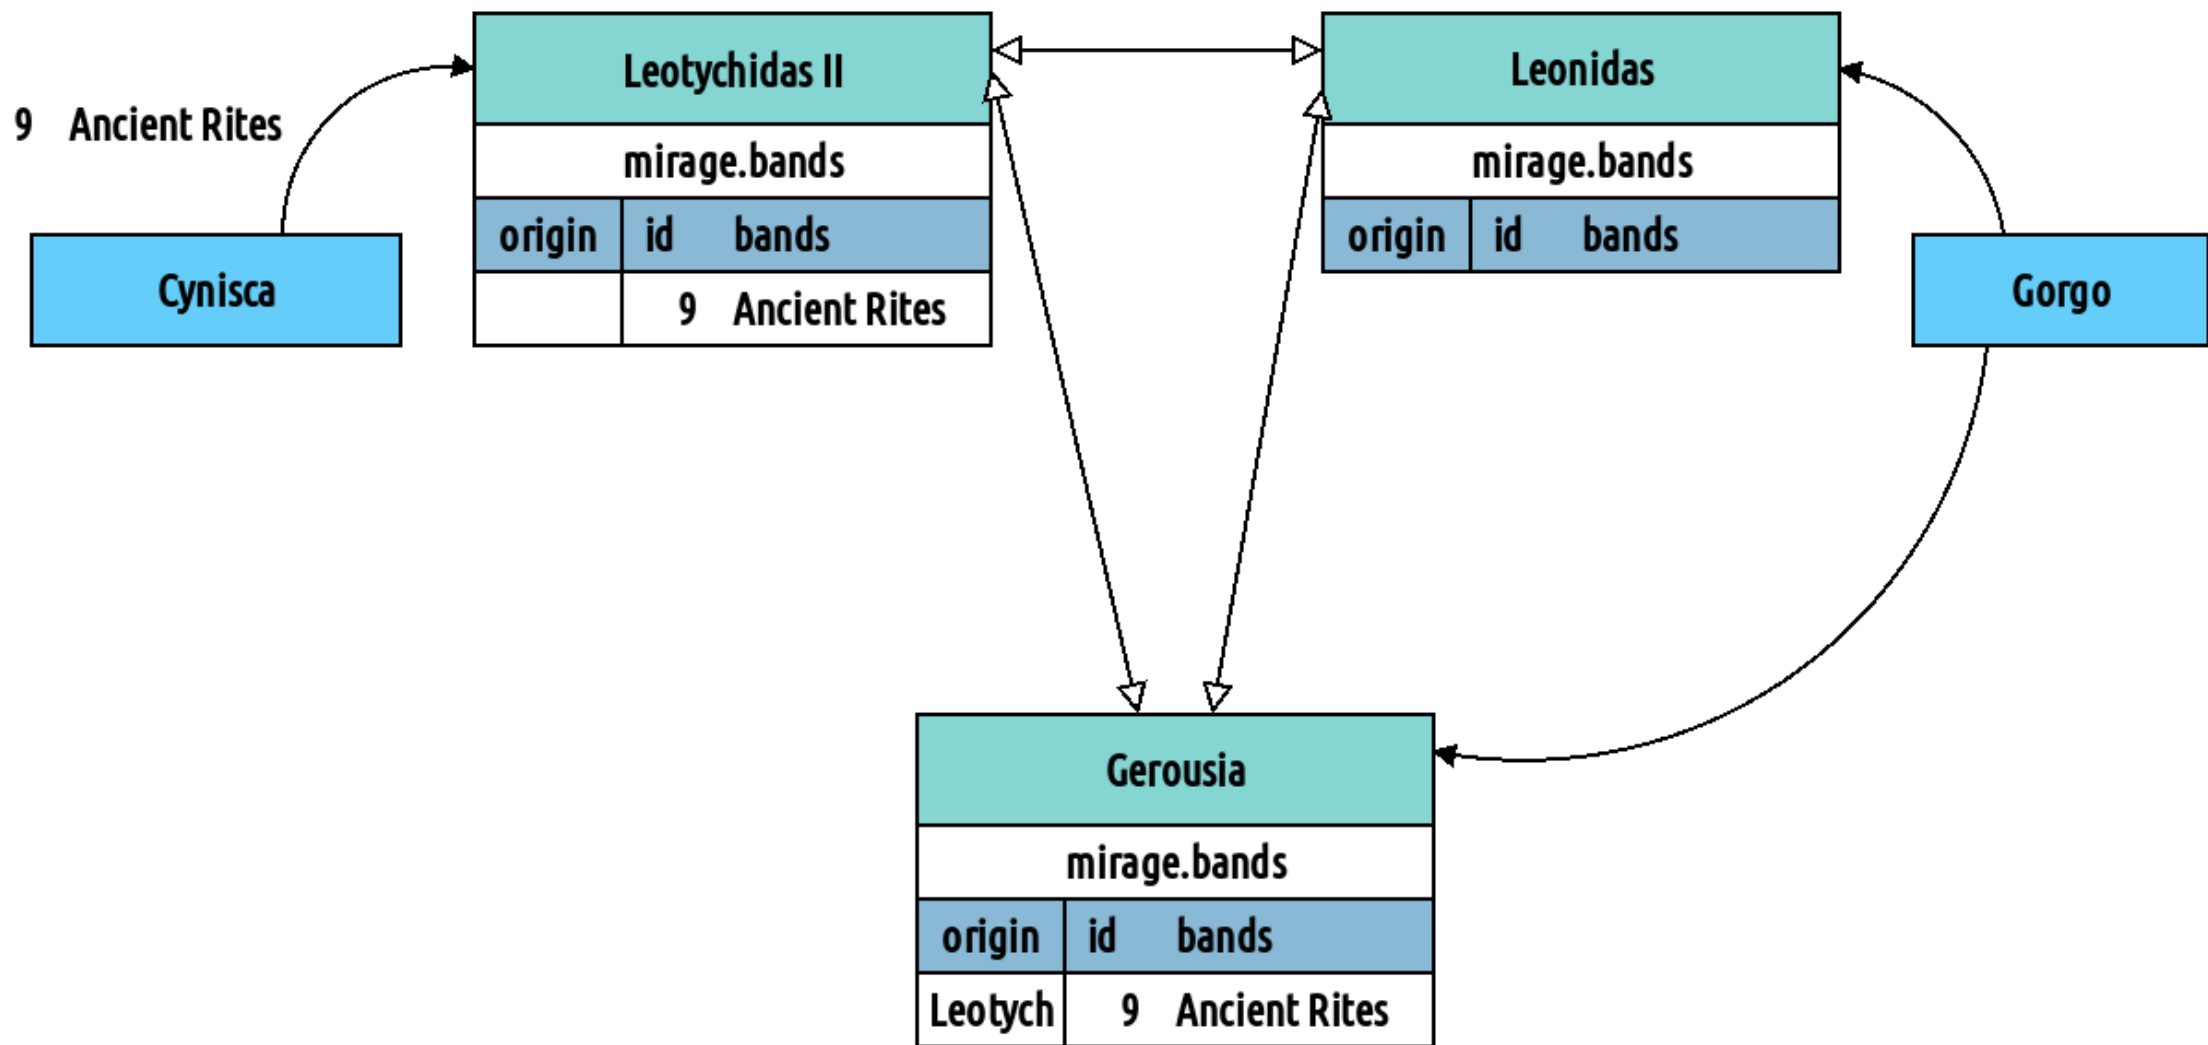 9 Ancient Rites
Cynisca
Leotychidas II
mirage.bands
origin id bands
9 Ancient Rites
Leonidas
mirage.bands
origin id bands
Gorgo
Gerousia
mirage.bands
origin id bands
Leotych 9 Ancient Rites